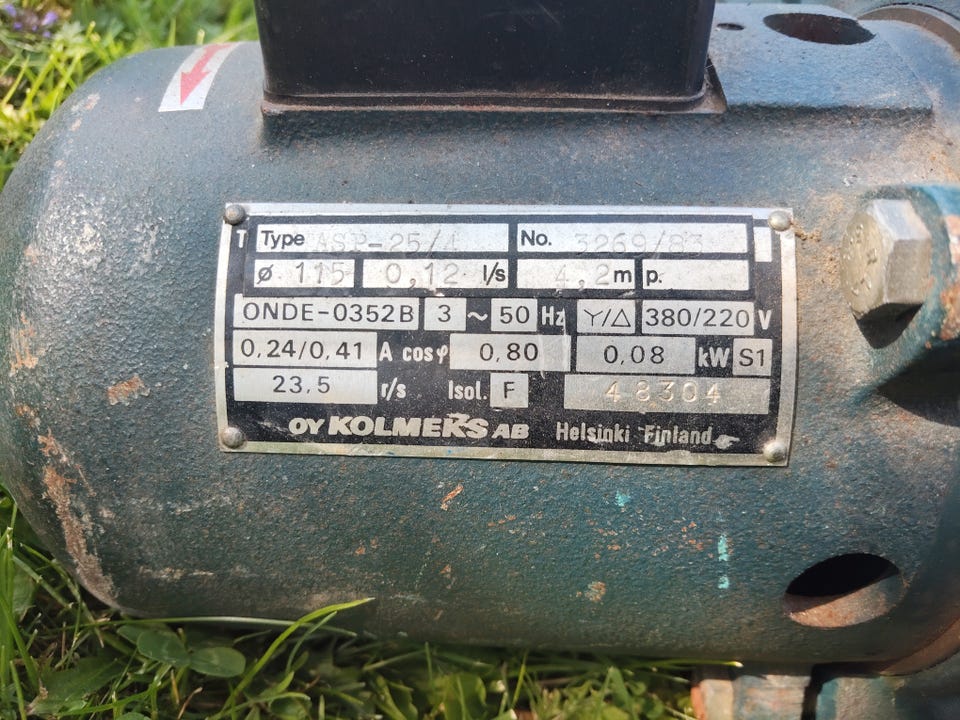 T Type ASP-25/4 No. 3269/83
Ø 115 0,12 l/s 4,2 m p.
ONDE-0352B 3 ~ 50 Hz Y/Δ 380/220 V
0,24/0,41 A cosφ 0,80 0,08 kW S1
23,5 r/s Isol. F 48304
OY KOLMEKS AB Helsinki Finland